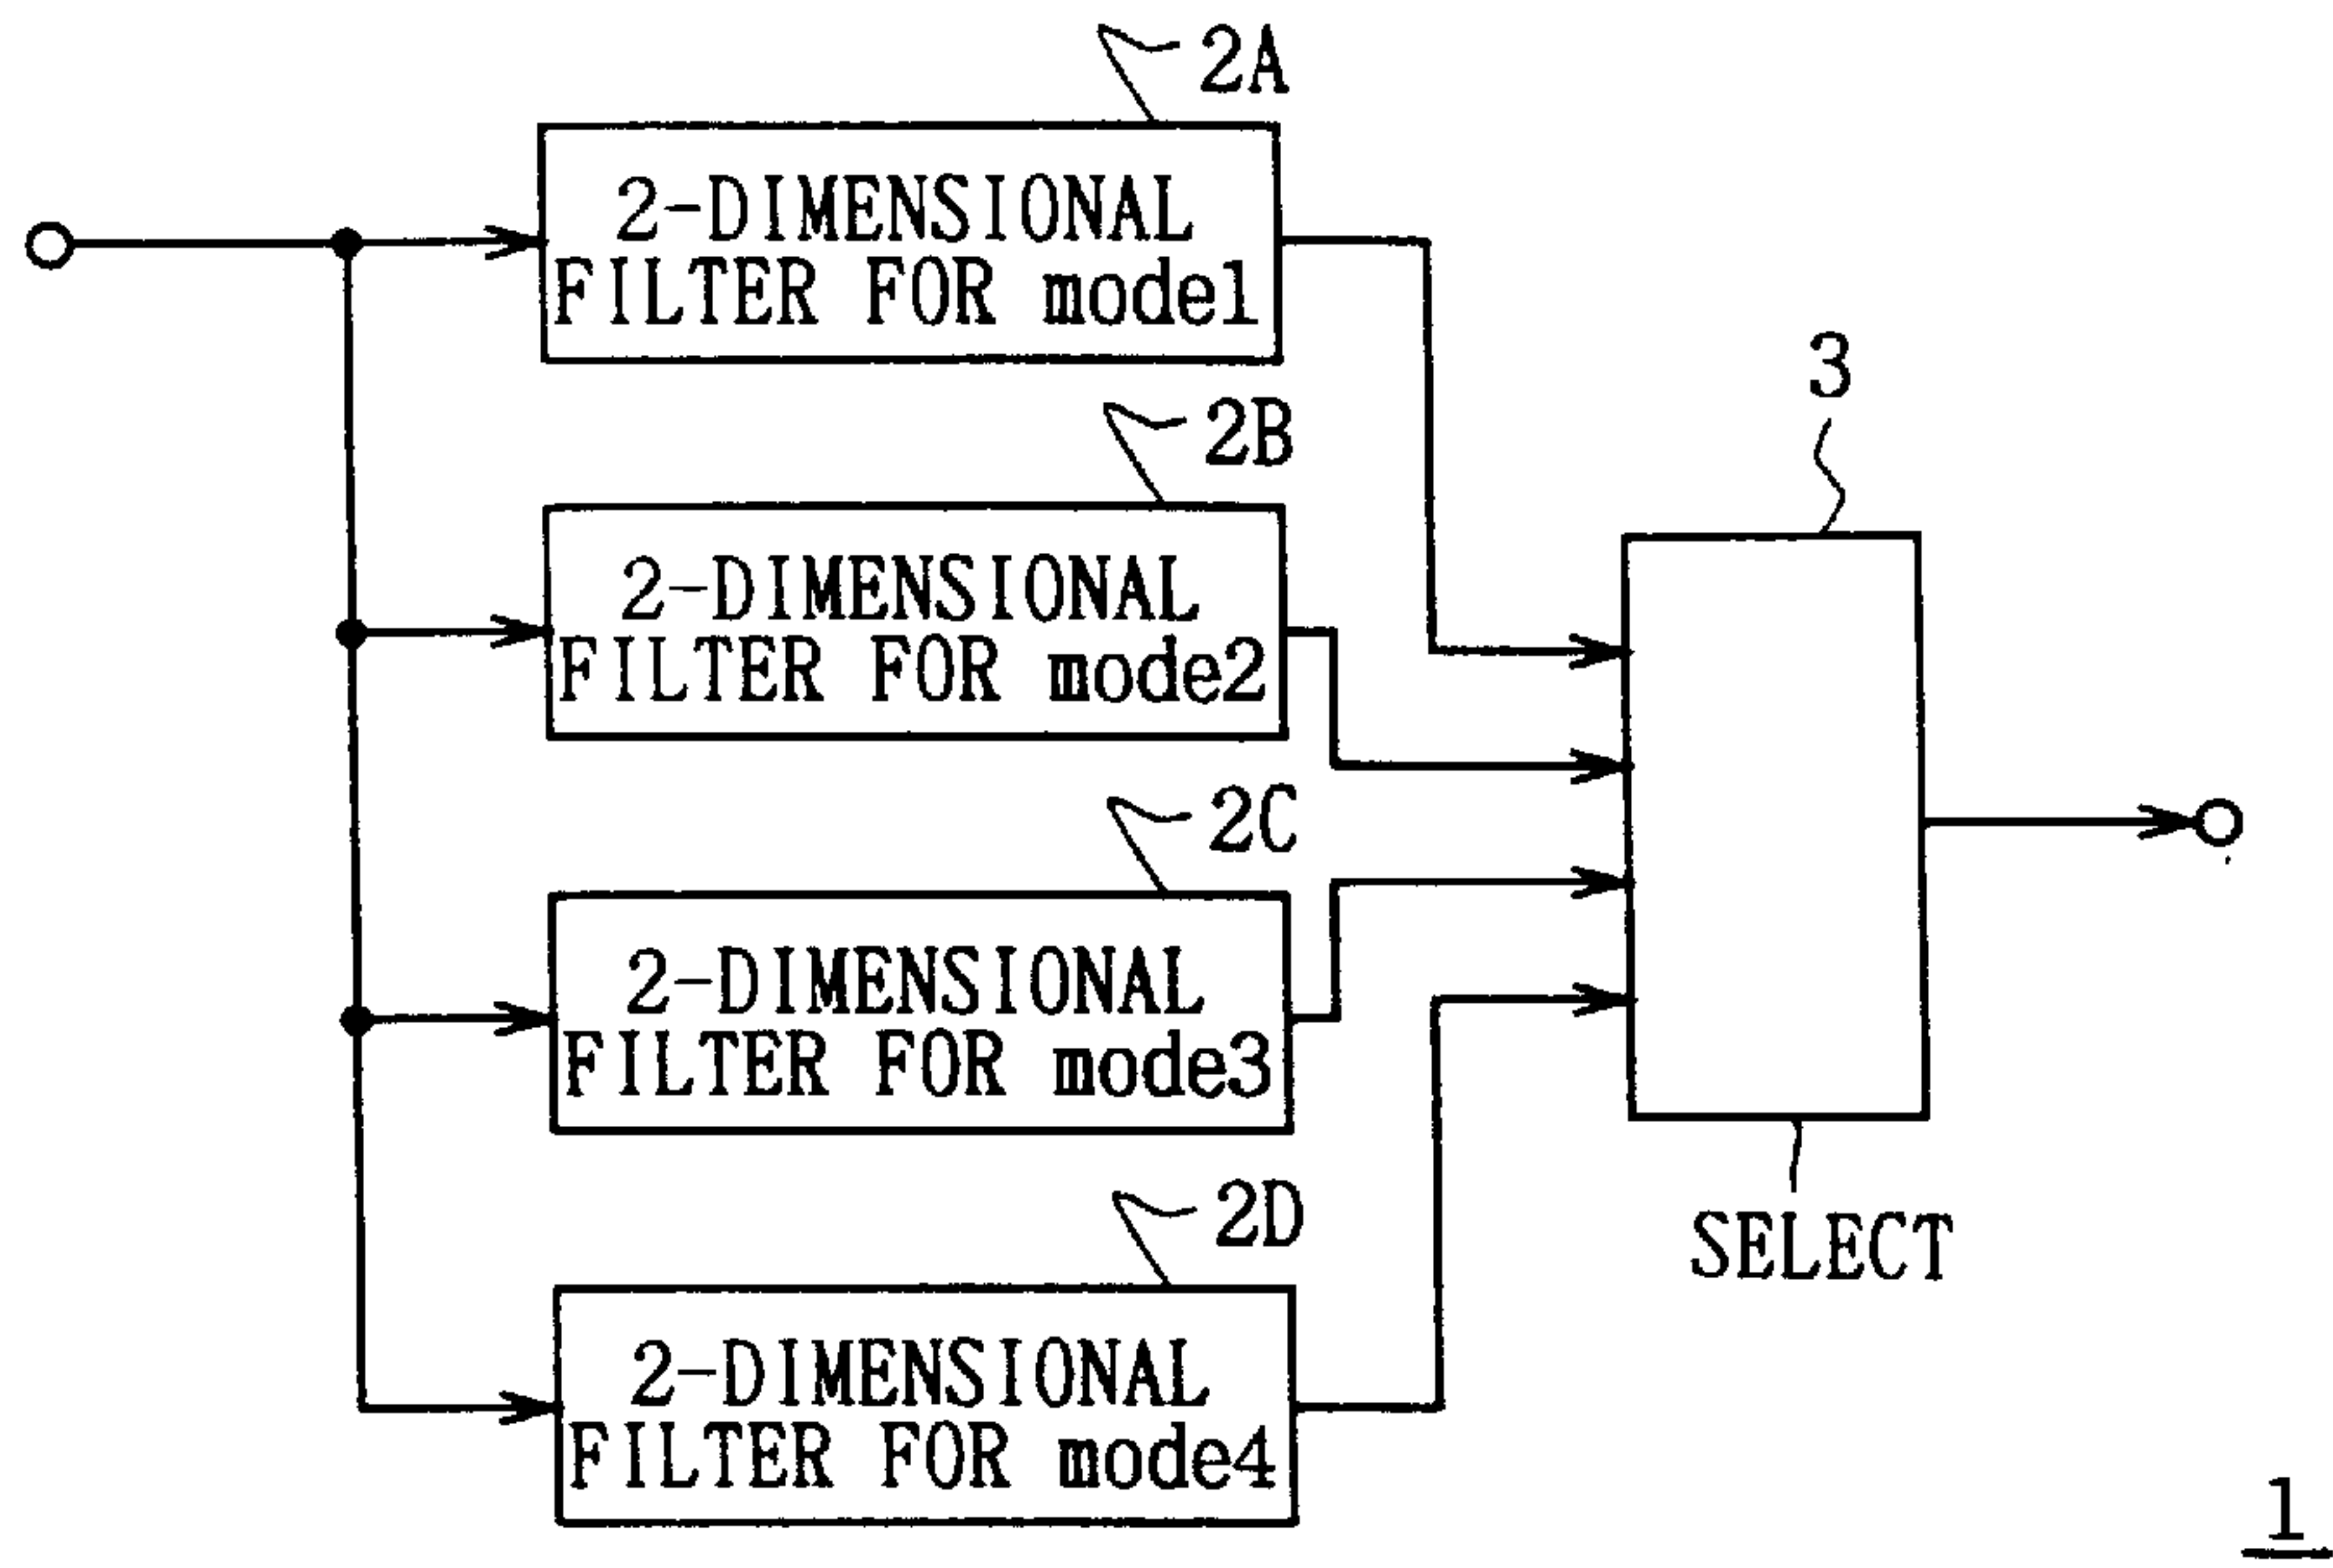 2A
2-DIMENSIONAL
FILTER FOR mode1
2B
2-DIMENSIONAL
FILTER FOR mode2
3
2C
2-DIMENSIONAL
FILTER FOR mode3
SELECT
2D
2-DIMENSIONAL
FILTER FOR mode4
1